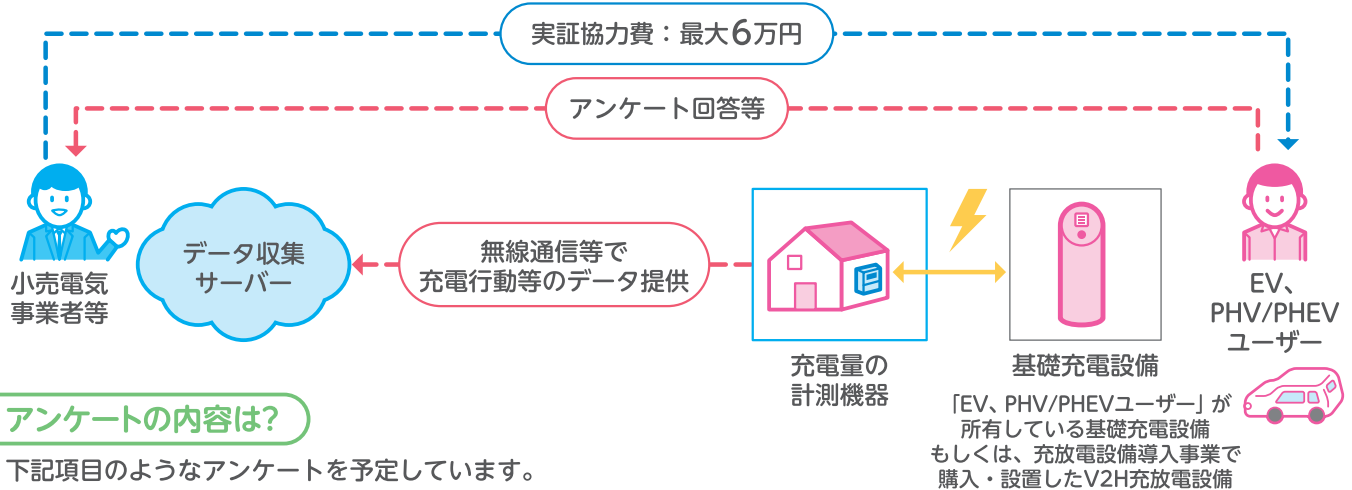 実証協力費：最大6万円
アンケート回答等
小売電気
事業者等
データ収集
サーバー
無線通信等で
充電行動等のデータ提供
充電量の
計測機器
基礎充電設備
「EV、PHV/PHEVユーザー」が
所有している基礎充電設備
もしくは、充放電設備導入事業で
購入・設置したV2H充放電設備
EV、
PHV/PHEV
ユーザー
アンケートの内容は？
下記項目のようなアンケートを予定しています。